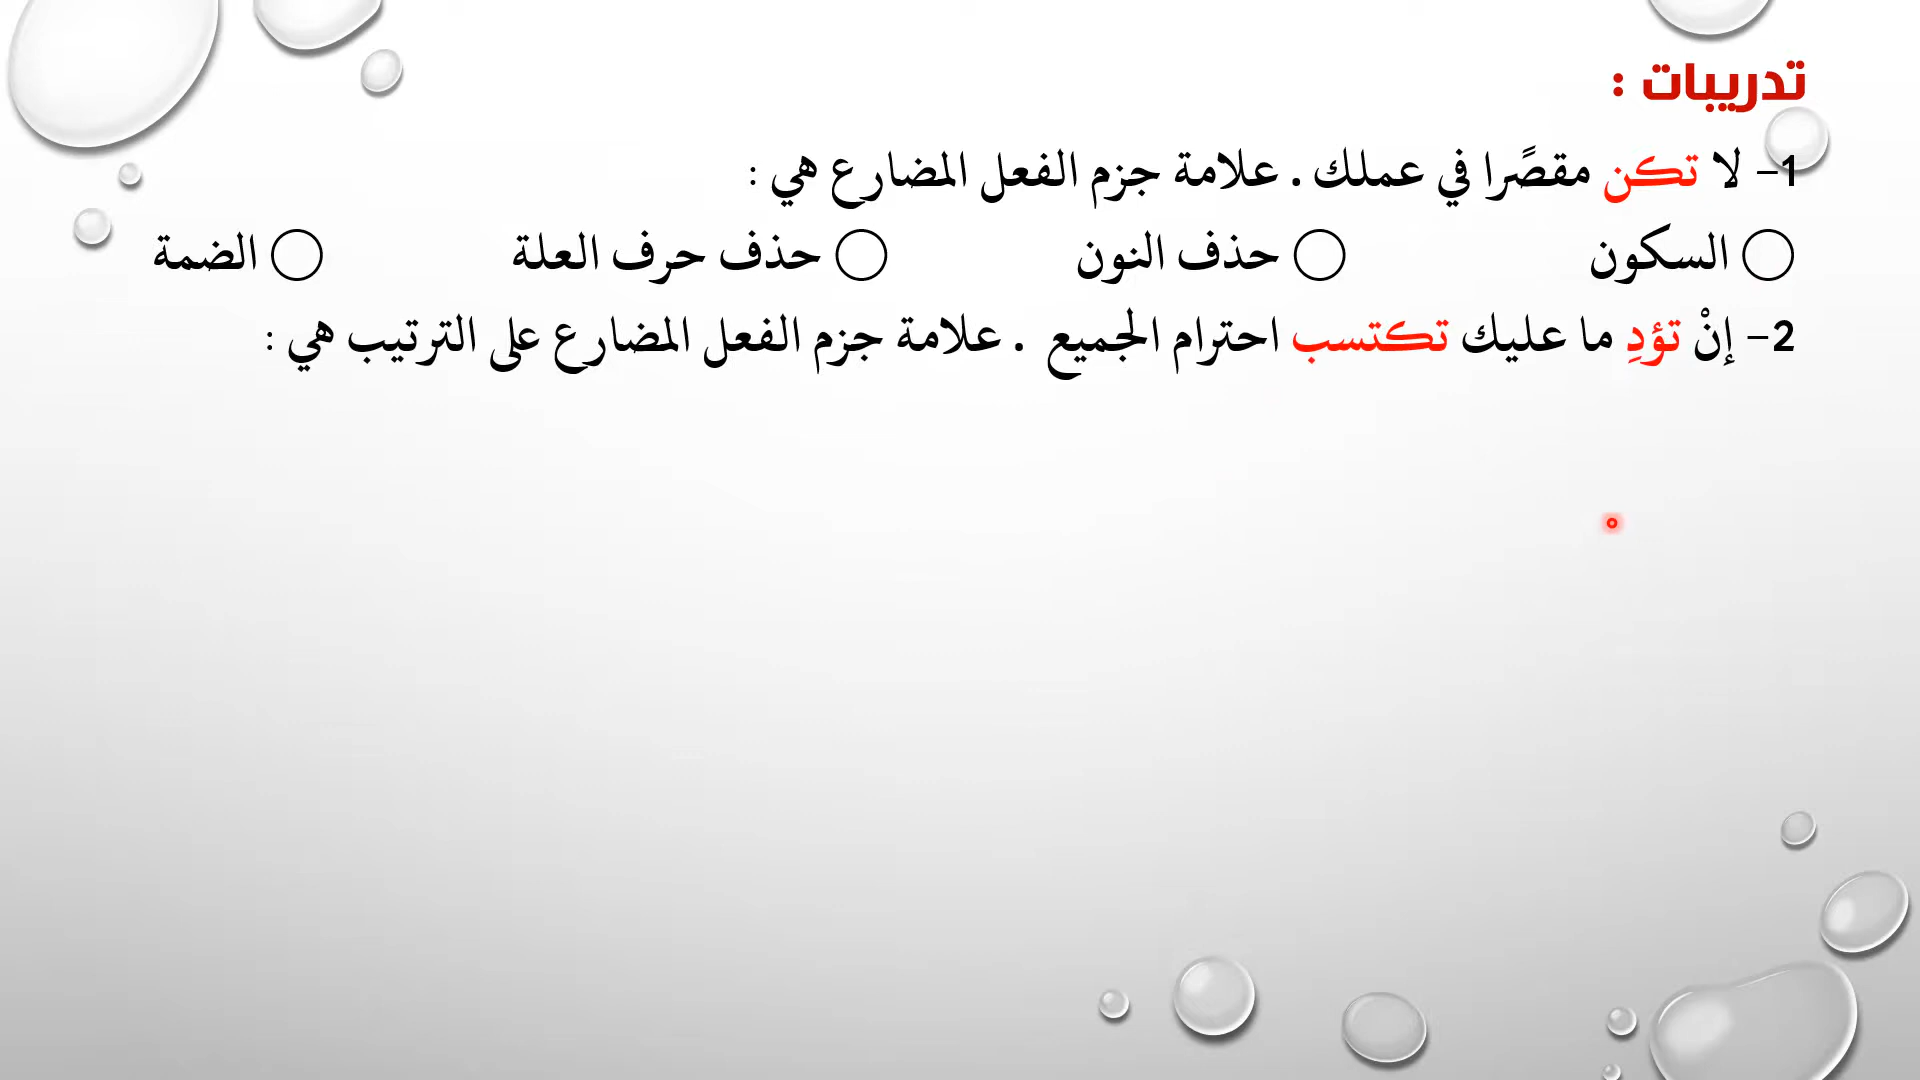 تدريبات :
1- لا تكن مقصًرا في عملك . علامة جزم الفعل المضارع هي :
◯ السكون ◯ حذف النون ◯ حذف حرف العلة ◯ الضمة
2- إنْ تؤدِ ما عليك تكتسب احترام الجميع . علامة جزم الفعل المضارع على الترتيب هي :